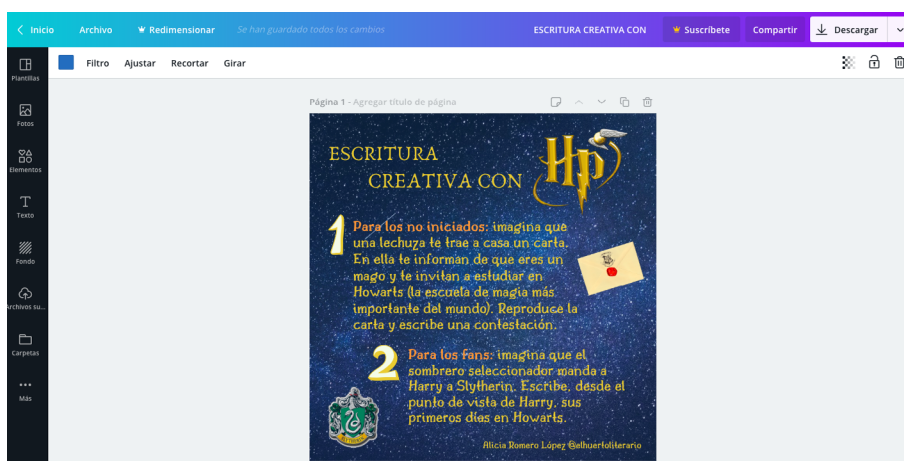 Inicio Archivo Redimensionar Se han guardado todos los cambios ESCRITURA CREATIVA CON Suscríbete Compartir Descargar
Filtro Ajustar Recortar Girar
Plantillas
Fotos
Elementos
Texto
Fondo
Archivos su...
Carpetas
Más
Página 1 - Agregar título de página
ESCRITURA
CREATIVA CON
HP
1 Para los no iniciados: imagina que
una lechuza te trae a casa un carta.
En ella te informan de que eres un
mago y te invitan a estudiar en
Howarts (la escuela de magia más
importante del mundo). Reproduce la
carta y escribe una contestación.
2 Para los fans: imagina que el
sombrero seleccionador manda a
Harry a Slytherin. Escribe, desde el
punto de vista de Harry, sus
primeros días en Howarts.
SLYTHERIN
Alicia Romero López @elhuertoliterario